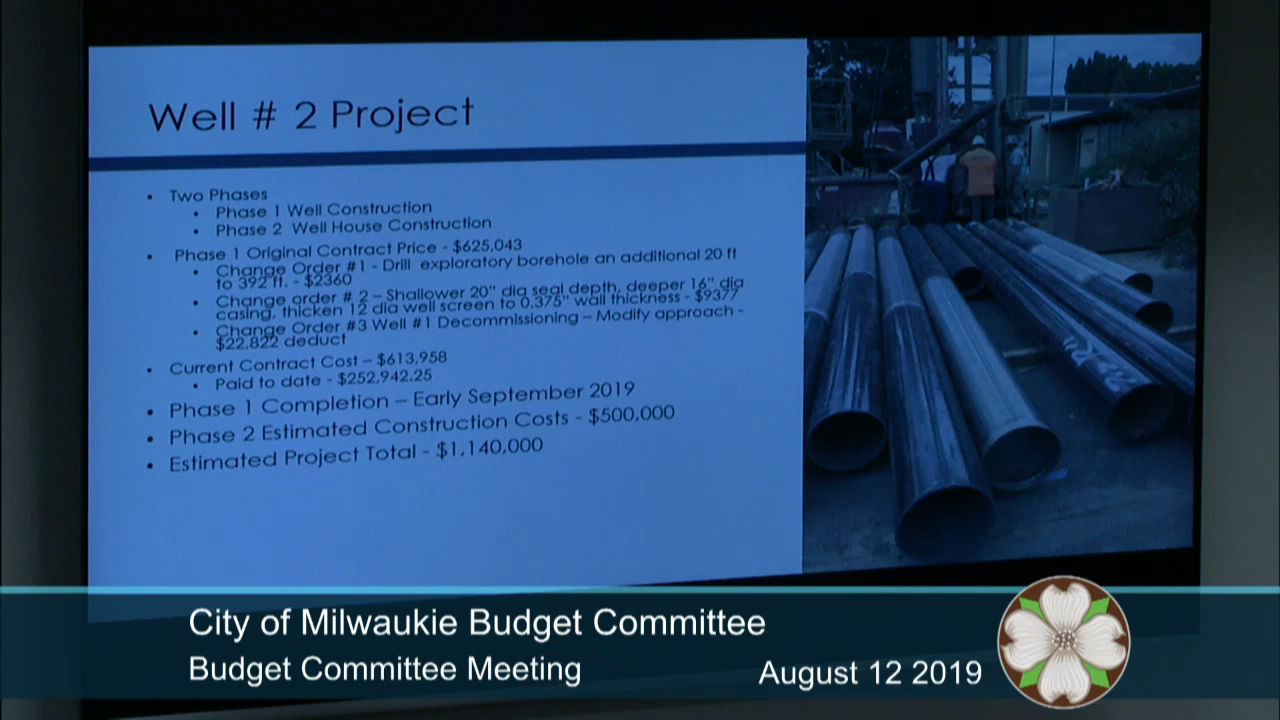 Well # 2 Project
• Two Phases
• Phase 1 Well Construction
• Phase 2 Well House Construction
• Phase 1 Original Contract Price - $625,043
• Change Order #1 - Drill exploratory borehole an additional 20 ft
to 392 ft. - $2360
• Change order # 2 – Shallower 20" dia seal depth, deeper 16" dia
casing, thicken 12 dia well screen to 0.375" wall thickness - $9377
• Change Order #3 Well #1 Decommissioning – Modify approach -
$22,822 deduct
• Current Contract Cost – $613,958
• Paid to date - $252,942.25
• Phase 1 Completion – Early September 2019
• Phase 2 Estimated Construction Costs - $500,000
• Estimated Project Total - $1,140,000
City of Milwaukie Budget Committee
Budget Committee Meeting
August 12 2019